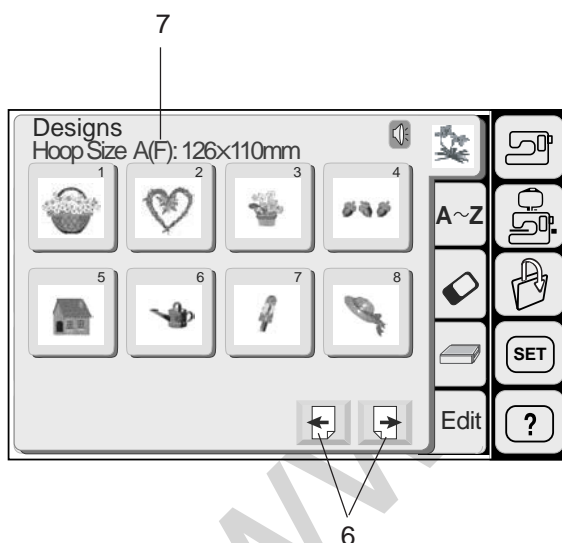 7
Designs
Hoop Size A(F): 126×110mm
1 2 3 4
A~Z
5 6 7 8
SET
Edit
?
6